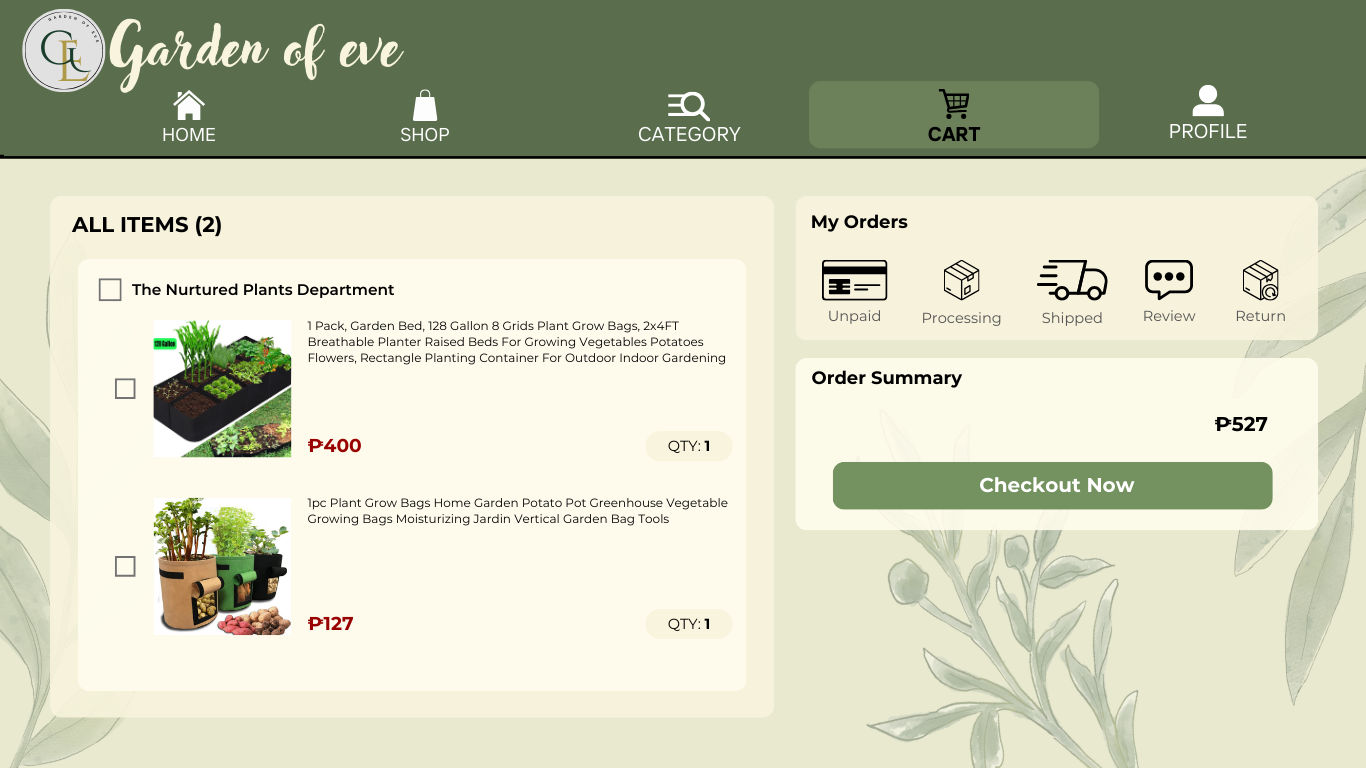 GARDEN OF EVE
Garden of eve
HOME
SHOP
CATEGORY
CART
PROFILE
ALL ITEMS (2)
The Nurtured Plants Department
128 Gallon
1 Pack, Garden Bed, 128 Gallon 8 Grids Plant Grow Bags, 2x4FT
Breathable Planter Raised Beds For Growing Vegetables Potatoes
Flowers, Rectangle Planting Container For Outdoor Indoor Gardening
₱400
QTY: 1
1pc Plant Grow Bags Home Garden Potato Pot Greenhouse Vegetable
Growing Bags Moisturizing Jardin Vertical Garden Bag Tools
₱127
QTY: 1
My Orders
Unpaid
Processing
Shipped
Review
Return
Order Summary
₱527
Checkout Now